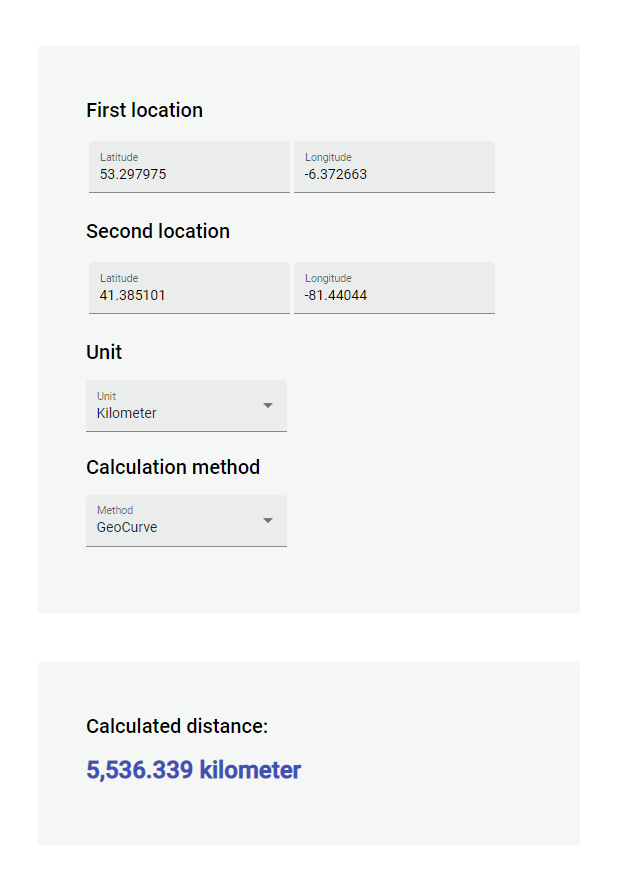 First location
Latitude Longitude
53.297975 -6.372663
Second location
Latitude Longitude
41.385101 -81.44044
Unit
Unit
Kilometer
Calculation method
Method
GeoCurve
Calculated distance:
5,536.339 kilometer